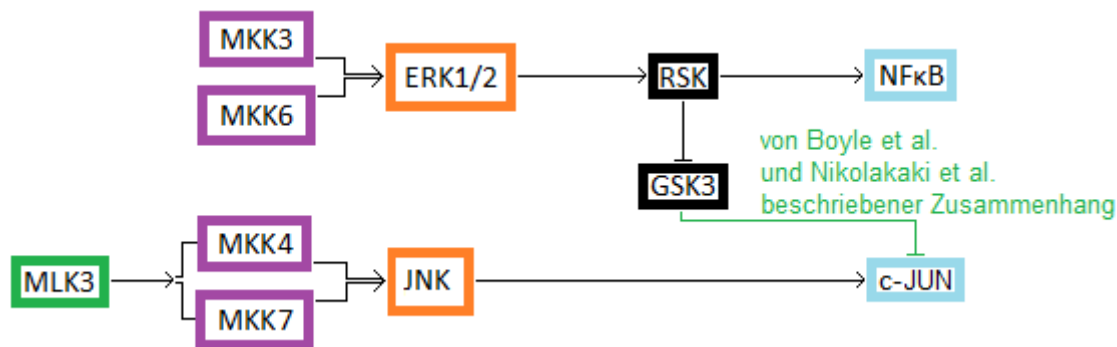 MKK3
MKK6
ERK1/2
RSK
NFκB
GSK3
von Boyle et al.
und Nikolakaki et al.
beschriebener Zusammenhang
MLK3
MKK4
MKK7
JNK
c-JUN